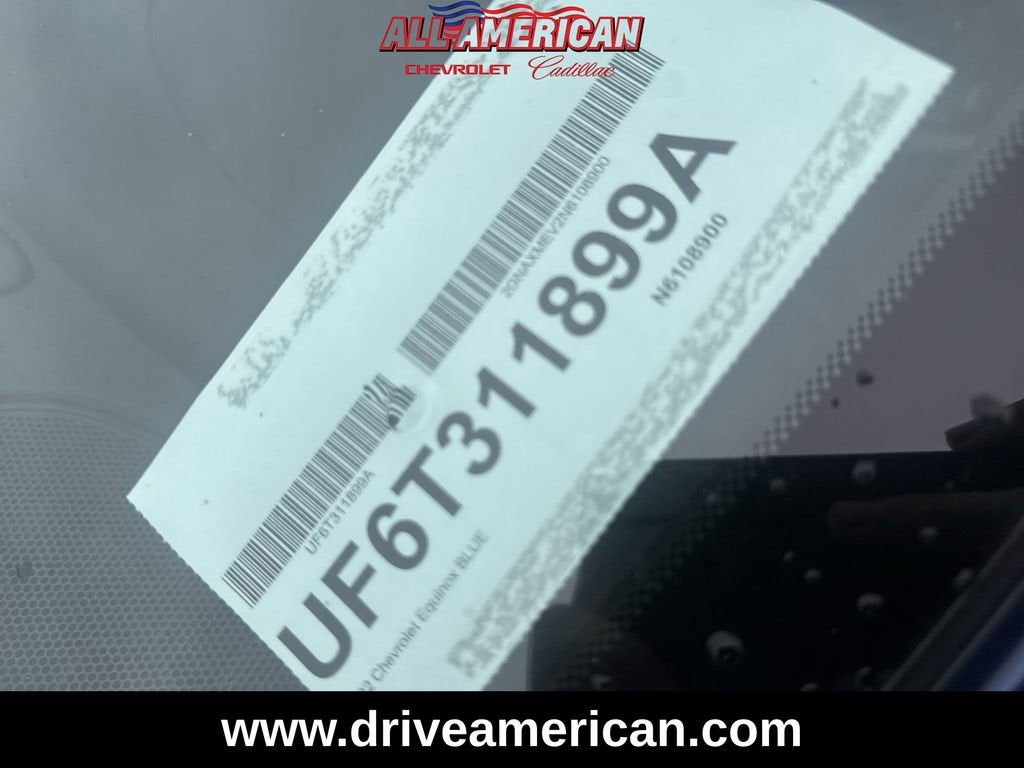 ALL AMERICAN
CHEVROLET Cadillac
2GNAXMEV2N6108900
UF6T311899A
UF6T311899A
N6108900
Chevrolet Equinox BLUE
www.driveamerican.com